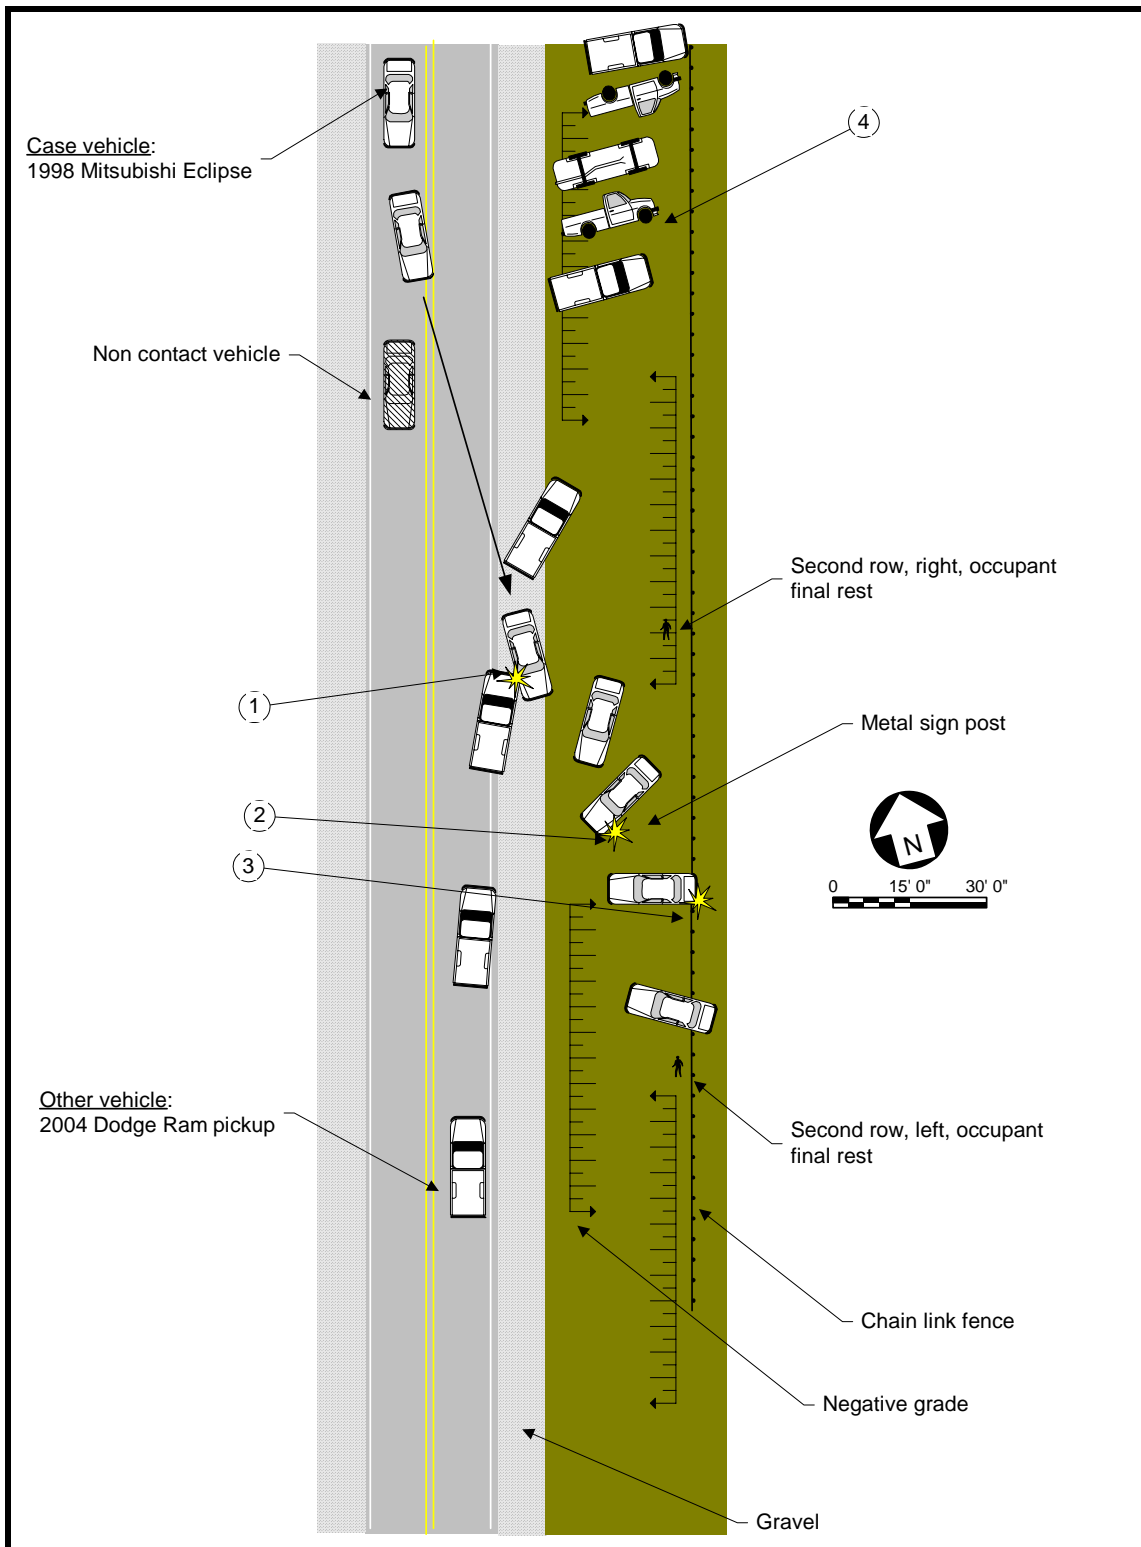 4
Case vehicle:
1998 Mitsubishi Eclipse
Non contact vehicle
Second row, right, occupant
final rest
1
Metal sign post
2
3
N
0 15' 0" 30' 0"
Other vehicle:
2004 Dodge Ram pickup
Second row, left, occupant
final rest
Chain link fence
Negative grade
Gravel